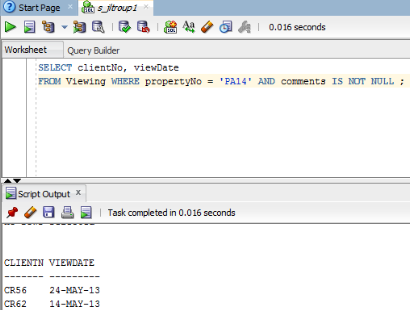 Start Page × s_jltroup1 ×
0.016 seconds
Worksheet Query Builder
SELECT clientNo, viewDate
FROM Viewing WHERE propertyNo = 'PA14' AND comments IS NOT NULL ;
Script Output ×
Task completed in 0.016 seconds
CLIENTN VIEWDATE
------- ---------
CR56 24-MAY-13
CR62 14-MAY-13